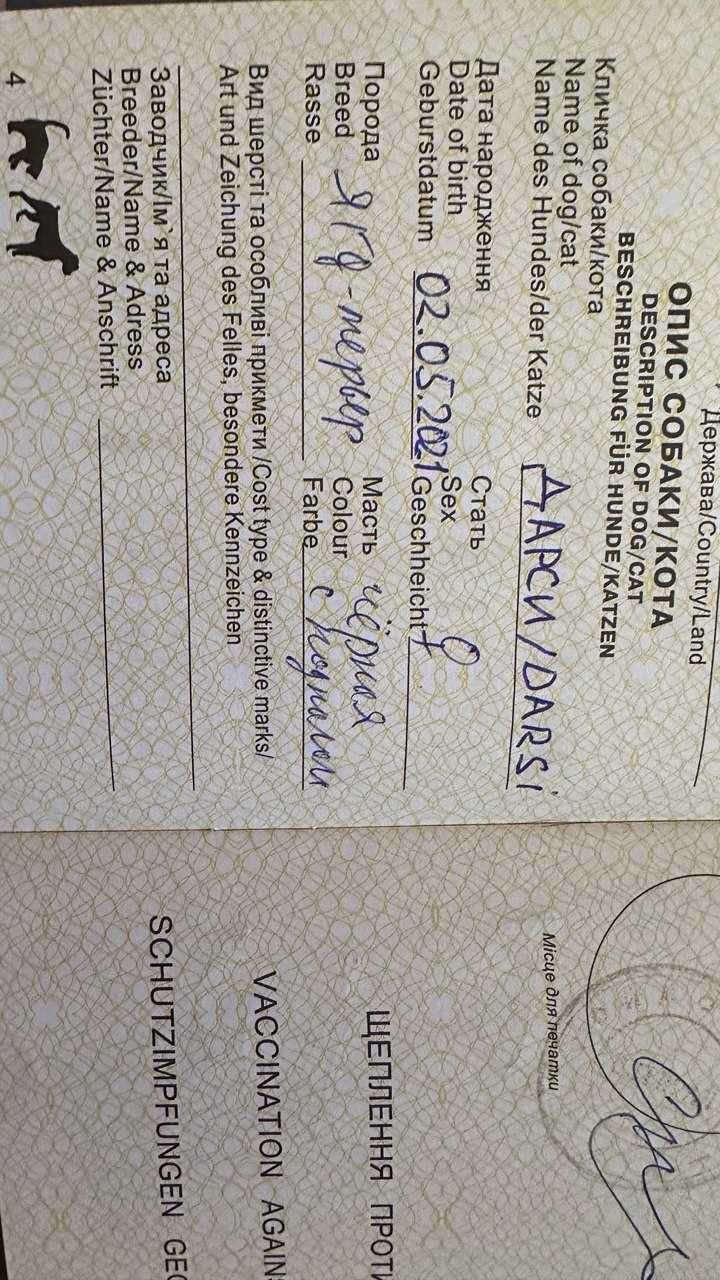 Держава/Country/Land
ОПИС СОБАКИ/КОТА
DESCRIPTION OF DOG/CAT
BESCHREIBUNG FÜR HUNDE/KATZEN
Кличка собаки/кота
Name of dog/cat
Name des Hundes/der Katze ДАРСИ/DARSi
Дата народження
Date of birth
Geburstdatum 02.05.2021
Стать
Sex
Geschheicht ♀
Порода
Breed ЯГД-терьер
Rasse
Масть чёрная
Colour
Farbe с подпалом
Вид шерсті та особливі прикмети/Cost type & distinctive marks/
Art und Zeichung des Felles, besondere Kennzeichen
Заводчик/Ім`я та адреса
Breeder/Name & Adress
Züchter/Name & Anschrift
4
Місце для печатки
ЩЕПЛЕННЯ ПРОТИ
VACCINATION AGAINS
SCHUTZIMPFUNGEN GEG